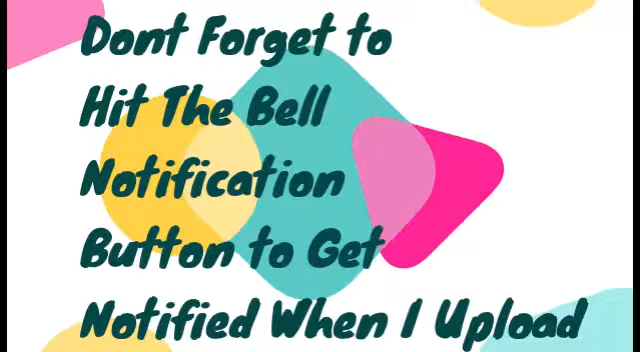 Dont Forget to
Hit The Bell
Notification
Button to Get
Notified When I Upload